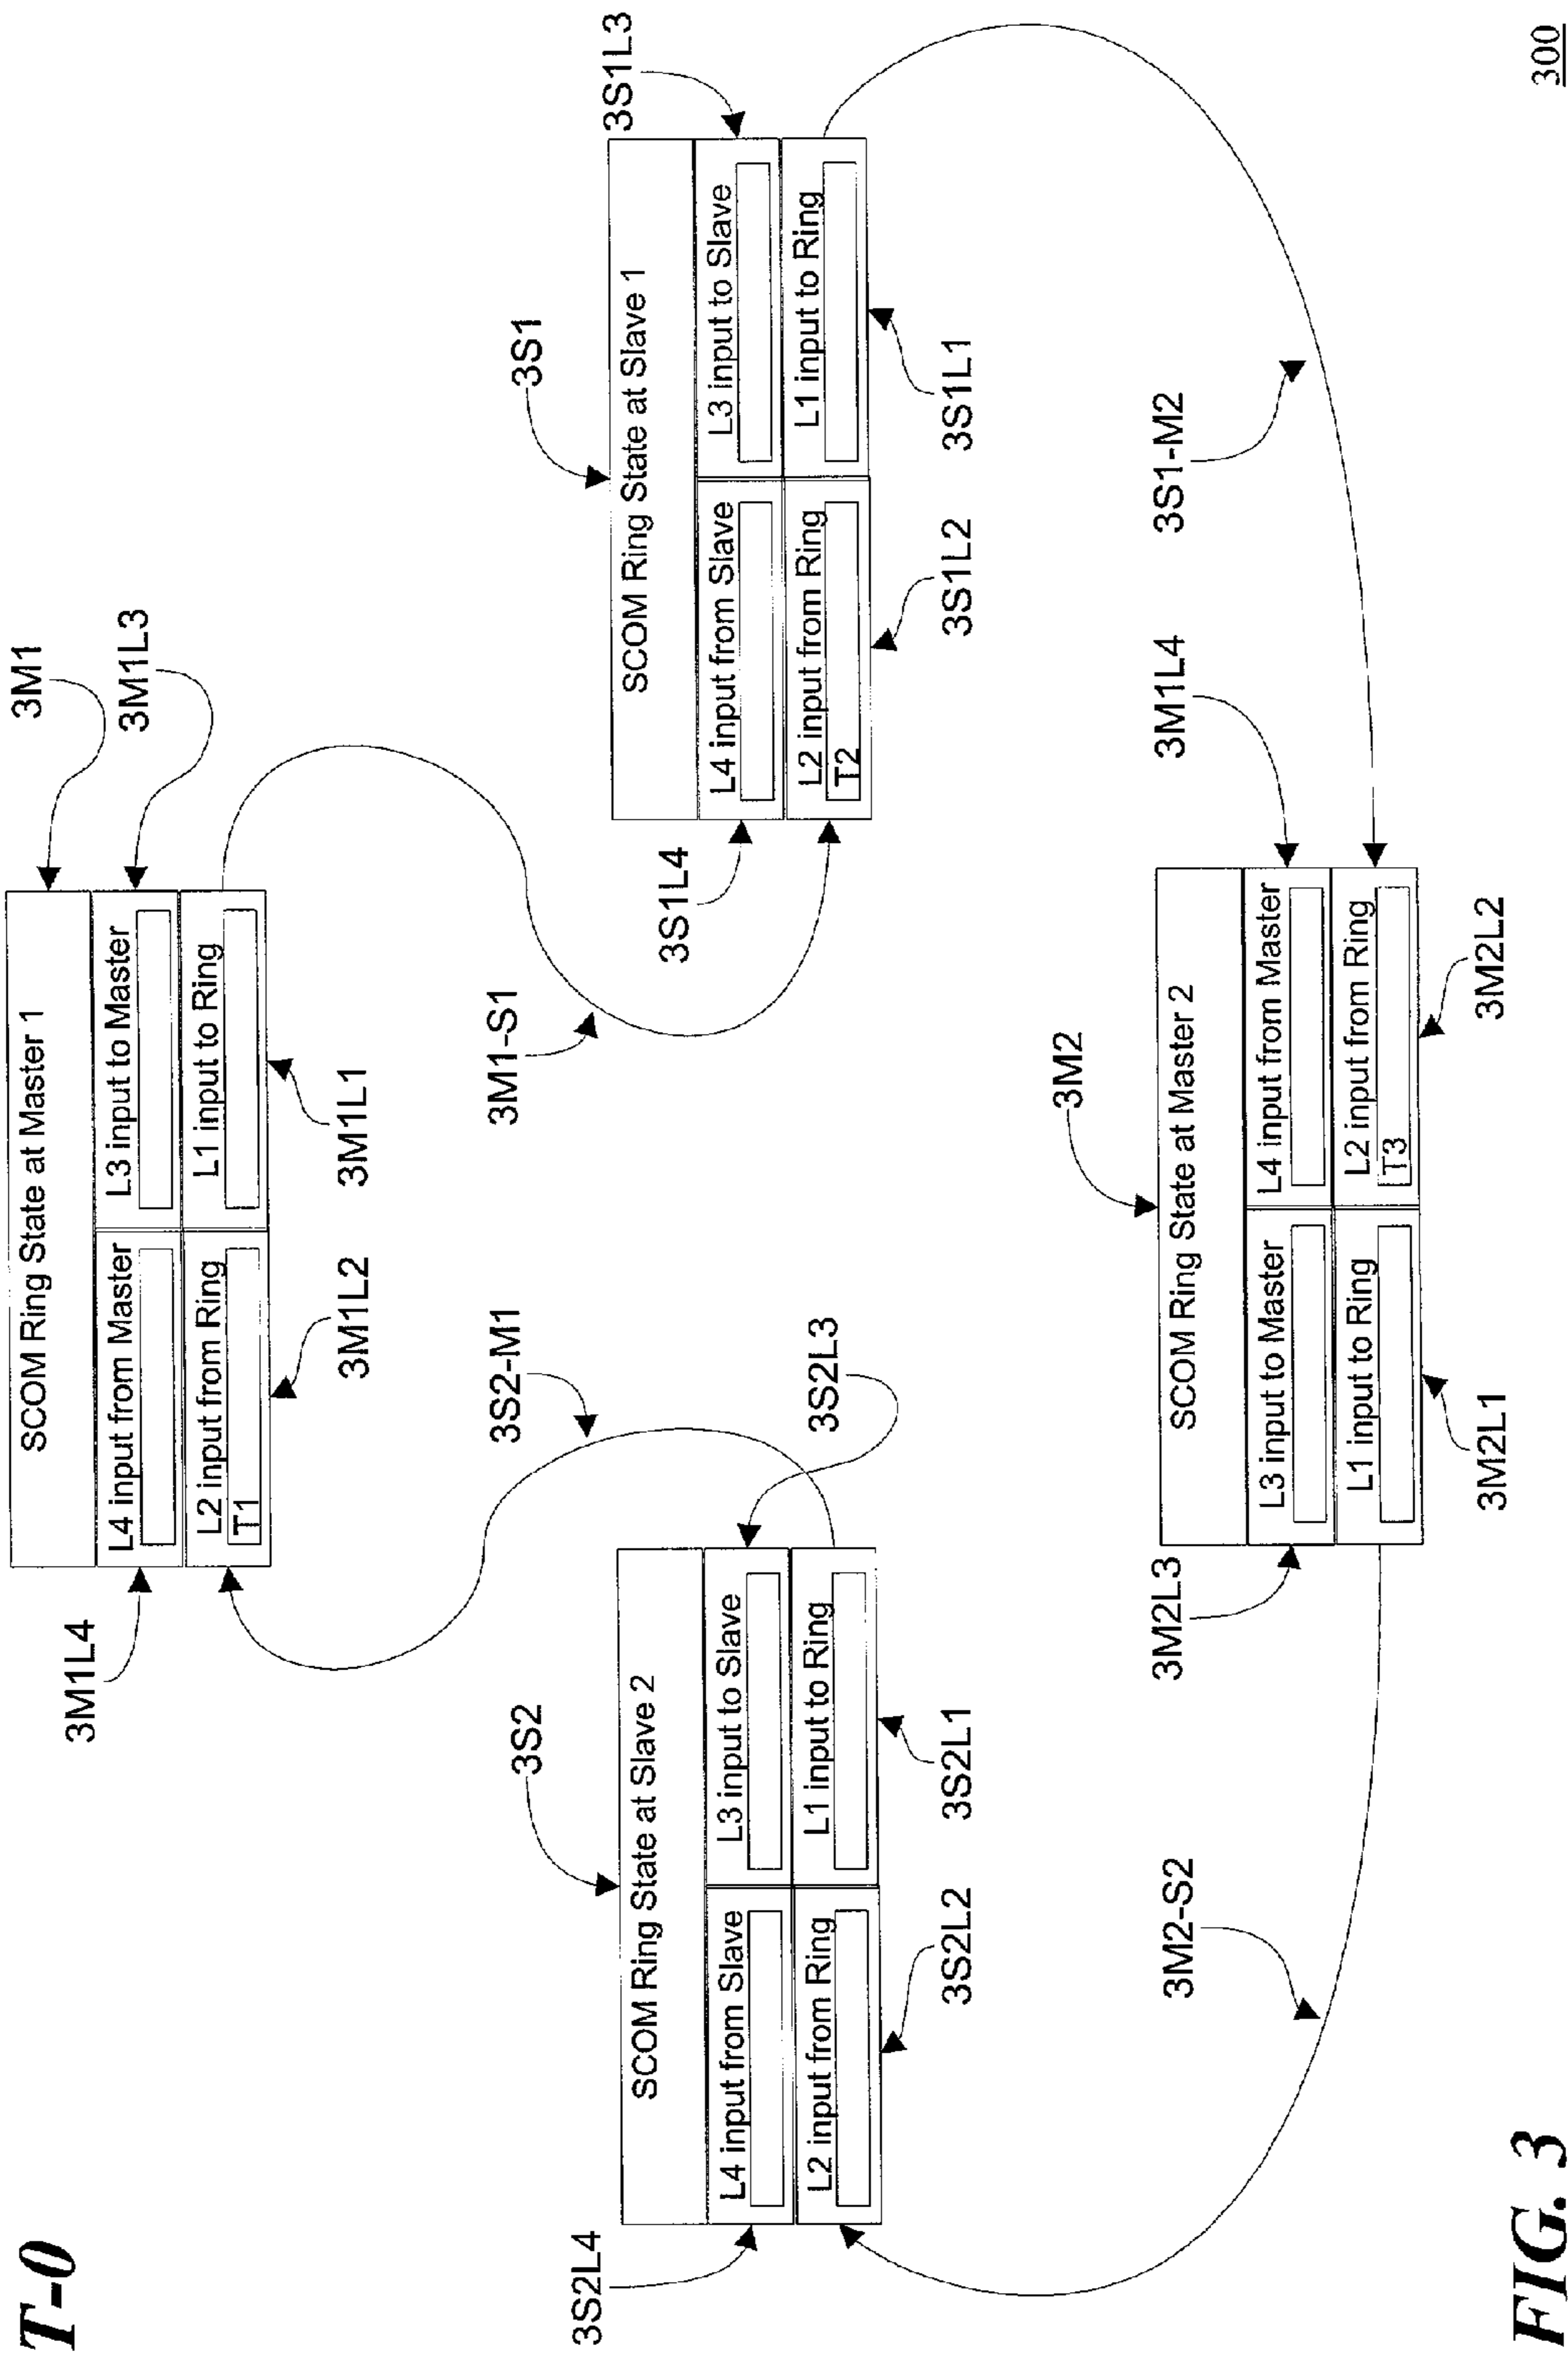 T-0
SCOM Ring State at Master 1
L4 input from Master
L3 input to Master
L2 input from Ring
T1
L1 input to Ring
3M1
3M1L3
3M1L4
3M1L2
3M1L1
3S2-M1
3M1-S1
3S2
SCOM Ring State at Slave 2
L4 input from Slave
L3 input to Slave
L2 input from Ring
L1 input to Ring
3S2L4
3S2L3
3S2L2
3S2L1
3S1
SCOM Ring State at Slave 1
L4 input from Slave
L3 input to Slave
L2 input from Ring
T2
L1 input to Ring
3S1L4
3S1L3
3S1L2
3S1L1
3M2
SCOM Ring State at Master 2
L3 input to Master
L4 input from Master
L1 input to Ring
L2 input from Ring
T3
3M2L3
3M1L4
3M2L1
3M2L2
3M2-S2
3S1-M2
FIG. 3
300